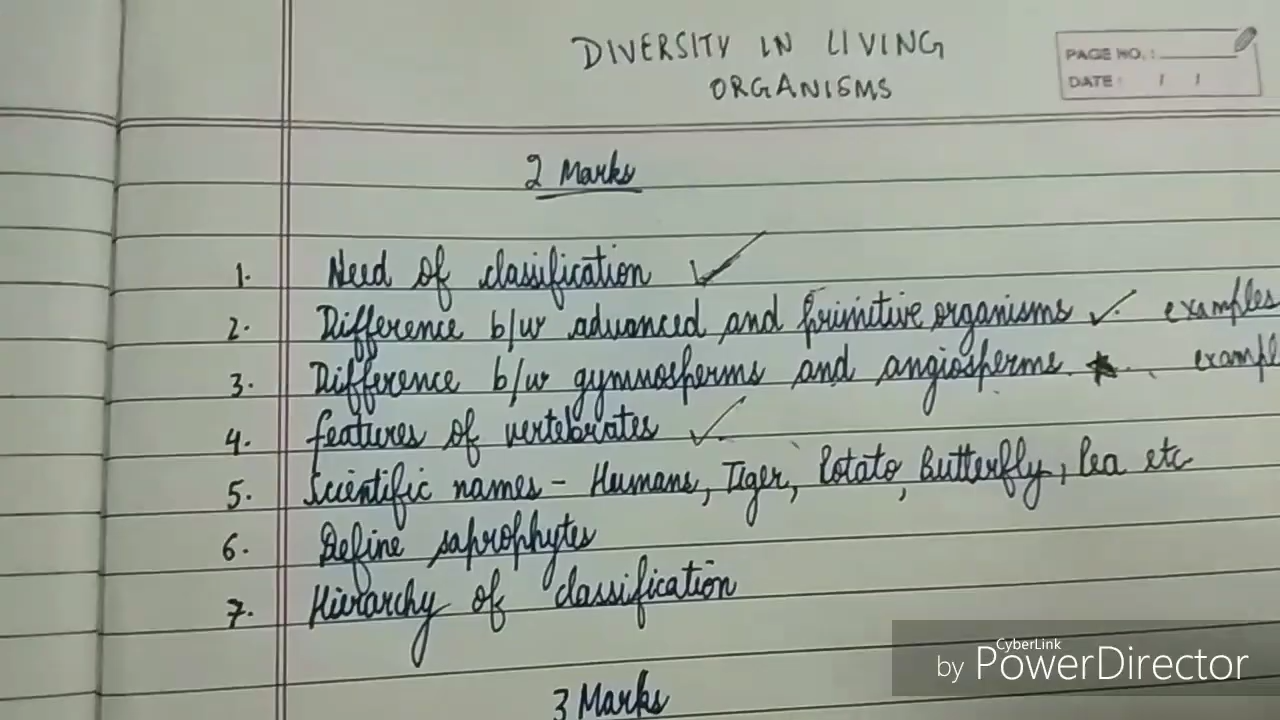 DIVERSITY IN LIVING
ORGANISMS
PAGE NO. :
DATE : / /
2 Marks
1. Need of classification
2. Difference b/w advanced and primitive organisms examples
3. Difference b/w gymnosperms and angiosperms exampl
4. features of vertebrates
5. Scientific names - Humans, Tiger, Potato, Butterfly, Pea etc
6. Define saprophytes
7. Hierarchy of classification
3 Marks
CyberLink
by PowerDirector